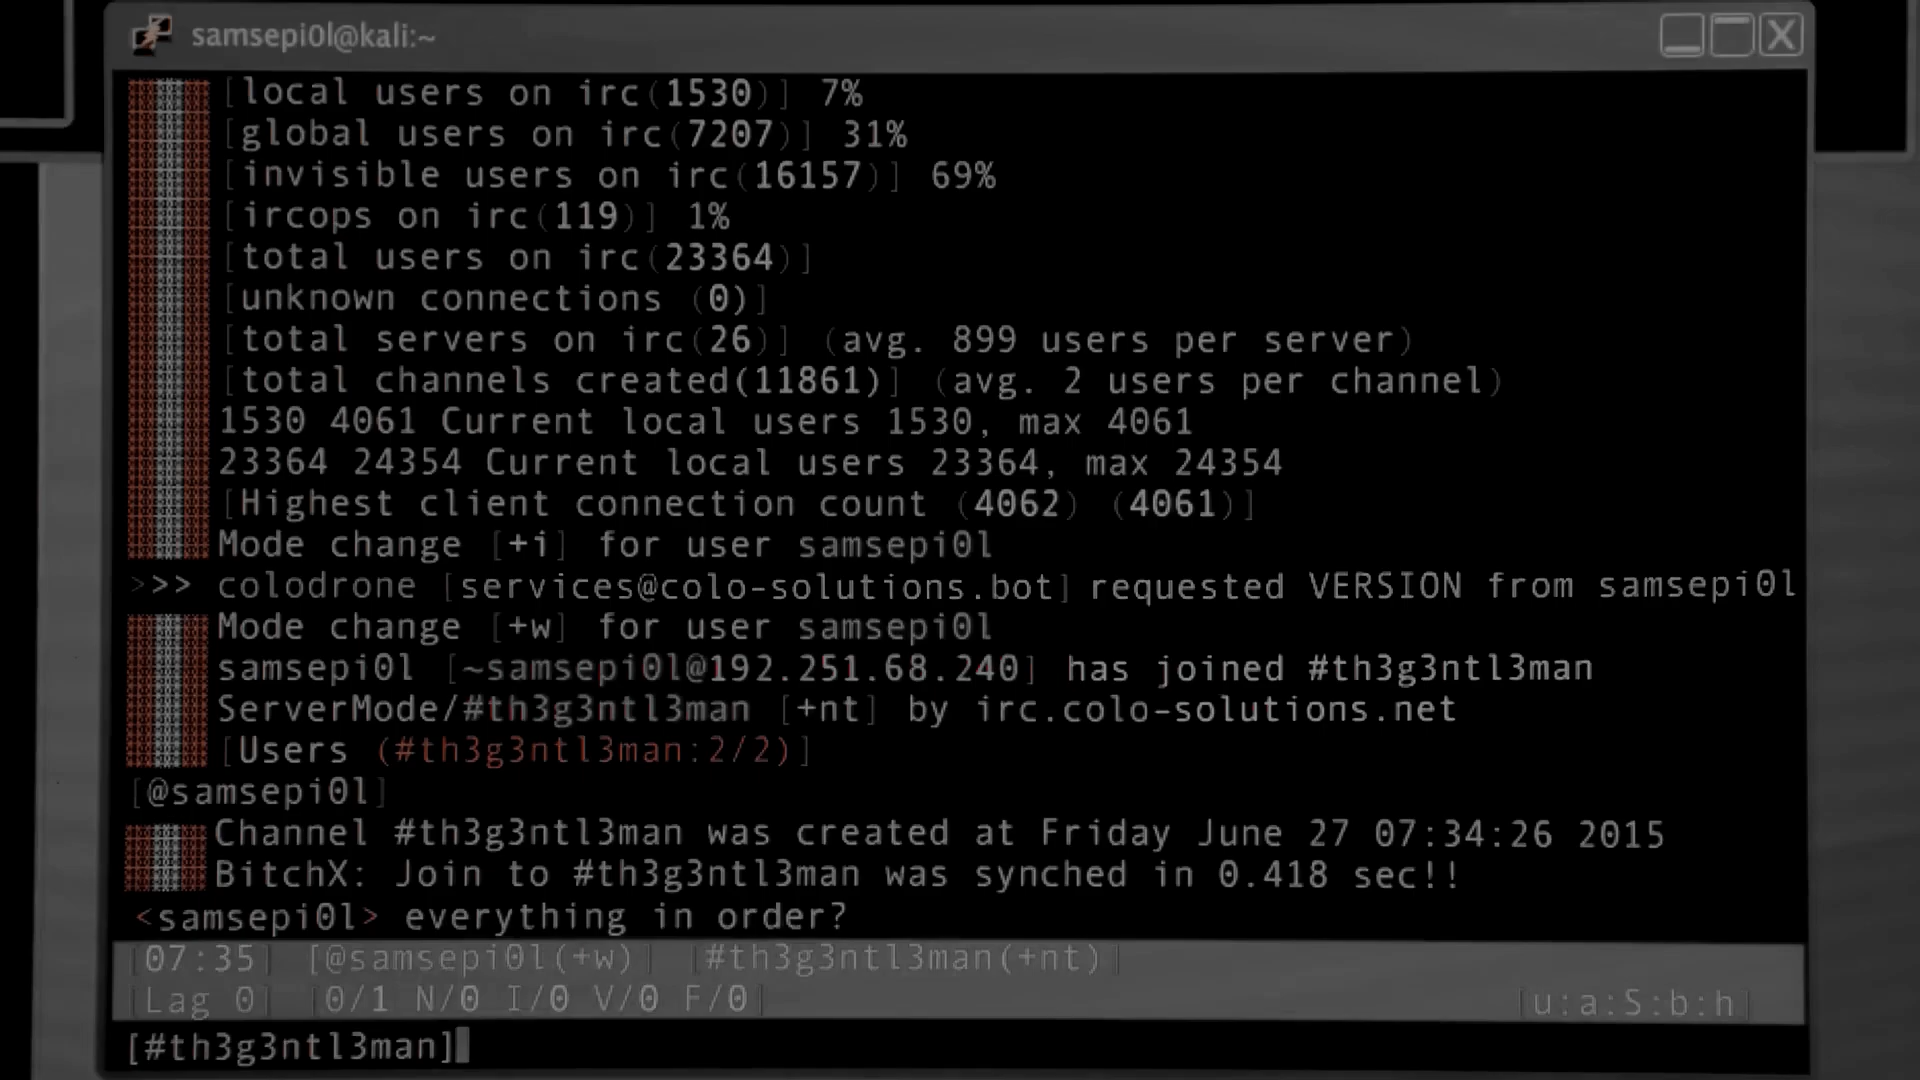 samsepi0l@kali:~
[local users on irc(1530)] 7%
[global users on irc(7207)] 31%
[invisible users on irc(16157)] 69%
[ircops on irc(119)] 1%
[total users on irc(23364)]
[unknown connections (0)]
[total servers on irc(26)] (avg. 899 users per server)
[total channels created(11861)] (avg. 2 users per channel)
1530 4061 Current local users 1530, max 4061
23364 24354 Current local users 23364, max 24354
[Highest client connection count (4062) (4061)]
Mode change [+i] for user samsepi0l
>>> colodrone [services@colo-solutions.bot] requested VERSION from samsepi0l
Mode change [+w] for user samsepi0l
samsepi0l [~samsepi0l@192.251.68.240] has joined #th3g3ntl3man
ServerMode/#th3g3ntl3man [+nt] by irc.colo-solutions.net
[Users (#th3g3ntl3man:2/2)]
[@samsepi0l]
Channel #th3g3ntl3man was created at Friday June 27 07:34:26 2015
BitchX: Join to #th3g3ntl3man was synched in 0.418 sec!!
<samsepi0l> everything in order?
[07:35] [@samsepi0l(+w)] [#th3g3ntl3man(+nt)]
[Lag 0] [0/1 N/0 I/0 V/0 F/0] [u:a:S:b:h]
[#th3g3ntl3man]